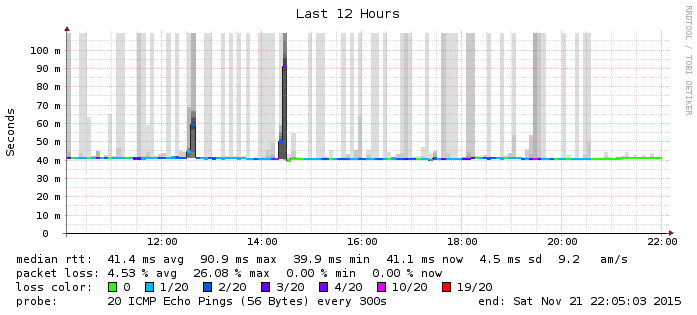 Last 12 Hours
RRDTOOL / TOBI OETIKER
Seconds
100 m
90 m
80 m
70 m
60 m
50 m
40 m
30 m
20 m
10 m
0
12:00 14:00 16:00 18:00 20:00 22:00
median rtt: 41.4 ms avg 90.9 ms max 39.9 ms min 41.1 ms now 4.5 ms sd 9.2 am/s
packet loss: 4.53 % avg 26.08 % max 0.00 % min 0.00 % now
loss color: 0 1/20 2/20 3/20 4/20 10/20 19/20
probe: 20 ICMP Echo Pings (56 Bytes) every 300s end: Sat Nov 21 22:05:03 2015